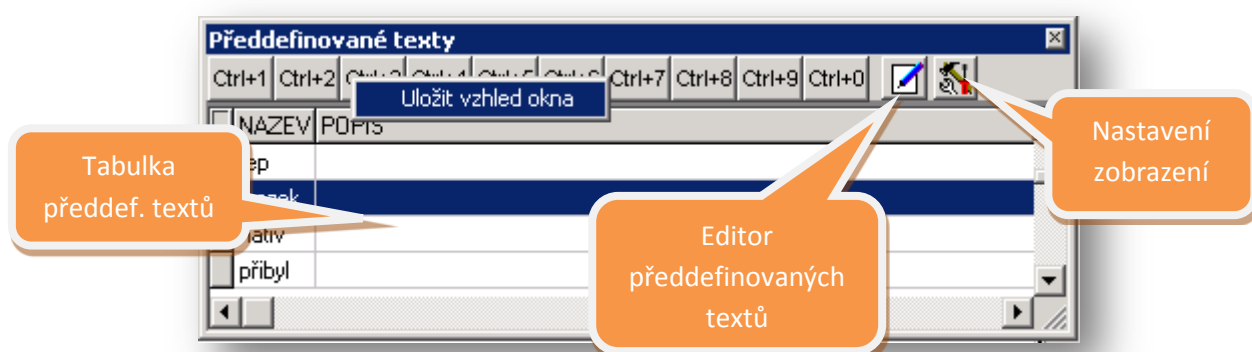 Předdefinované texty
Ctrl+1 Ctrl+2 Ctrl+7 Ctrl+8 Ctrl+9 Ctrl+0
Uložit vzhled okna
NAZEV POPIS
přibyl
Tabulka
předdef. textů
Editor
předdefinovaných
textů
Nastavení
zobrazení